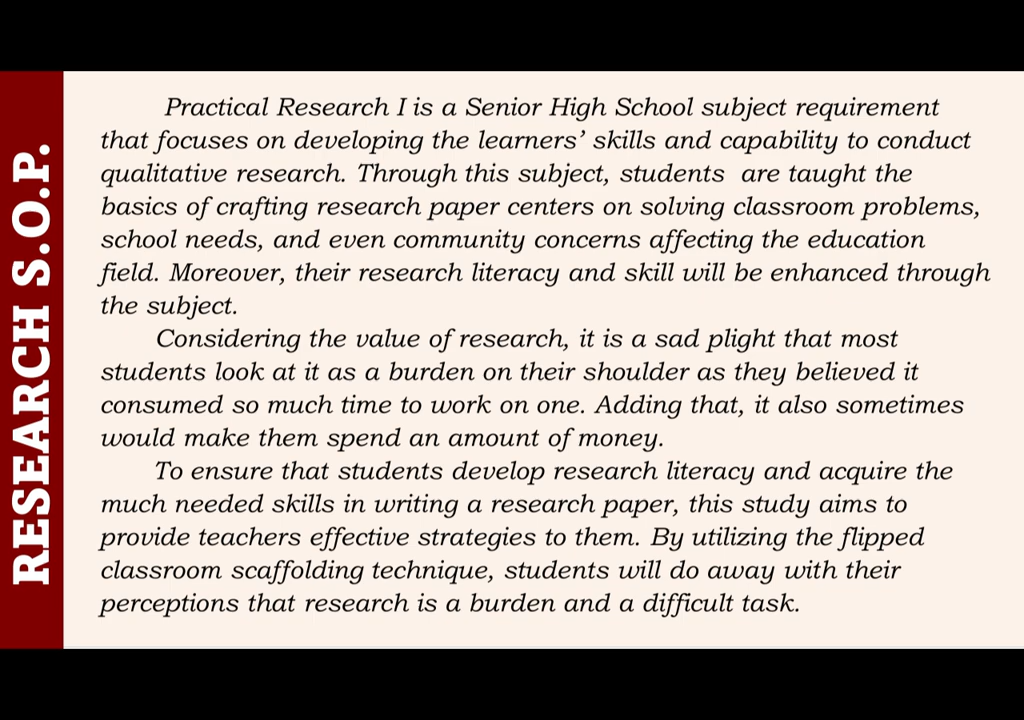 RESEARCH S.O.P.
Practical Research I is a Senior High School subject requirement
that focuses on developing the learners’ skills and capability to conduct
qualitative research. Through this subject, students  are taught the
basics of crafting research paper centers on solving classroom problems,
school needs, and even community concerns affecting the education
field. Moreover, their research literacy and skill will be enhanced through
the subject.
Considering the value of research, it is a sad plight that most
students look at it as a burden on their shoulder as they believed it
consumed so much time to work on one. Adding that, it also sometimes
would make them spend an amount of money.
To ensure that students develop research literacy and acquire the
much needed skills in writing a research paper, this study aims to
provide teachers effective strategies to them. By utilizing the flipped
classroom scaffolding technique, students will do away with their
perceptions that research is a burden and a difficult task.